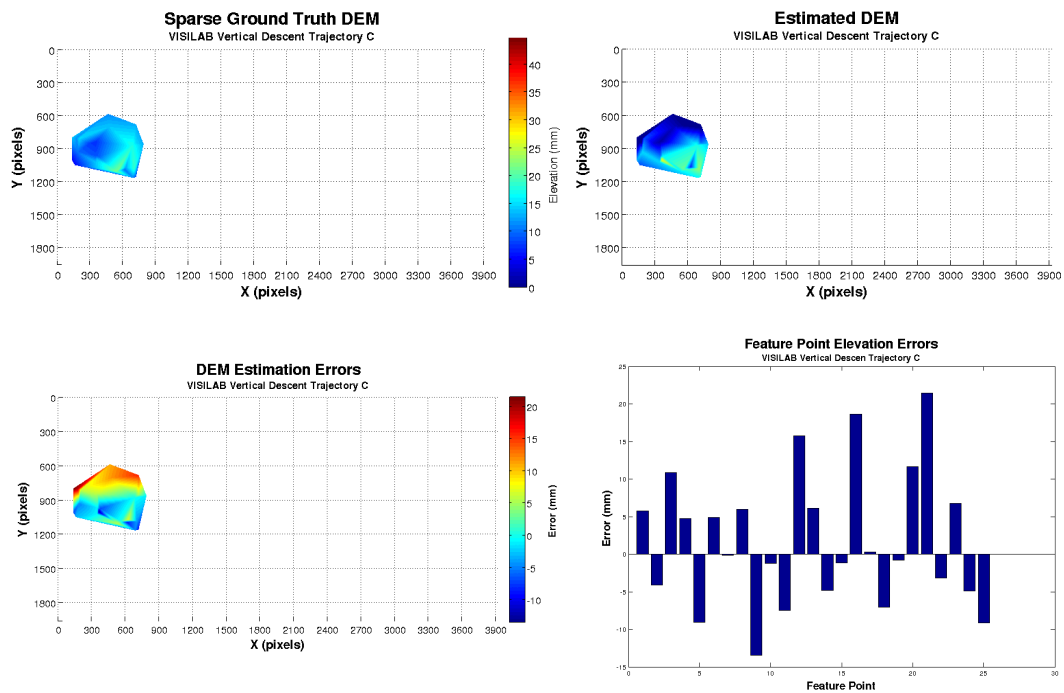 Sparse Ground Truth DEM
VISILAB Vertical Descent Trajectory C
0
300
600
900
1200
1500
1800
Y (pixels)
0 300 600 900 1200 1500 1800 2100 2400 2700 3000 3300 3600 3900
X (pixels)
40
35
30
25
20
15
10
5
0
Elevation (mm)
Estimated DEM
VISILAB Vertical Descent Trajectory C
0
300
600
900
1200
1500
1800
Y (pixels)
0 300 600 900 1200 1500 1800 2100 2400 2700 3000 3300 3600 3900
X (pixels)
DEM Estimation Errors
VISILAB Vertical Descent Trajectory C
0
300
600
900
1200
1500
1800
Y (pixels)
0 300 600 900 1200 1500 1800 2100 2400 2700 3000 3300 3600 3900
X (pixels)
20
15
10
5
0
-5
-10
Error (mm)
Feature Point Elevation Errors
VISILAB Vertical Descen Trajectory C
25
20
15
10
5
0
-5
-10
-15
Error (mm)
0 5 10 15 20 25 30
Feature Point